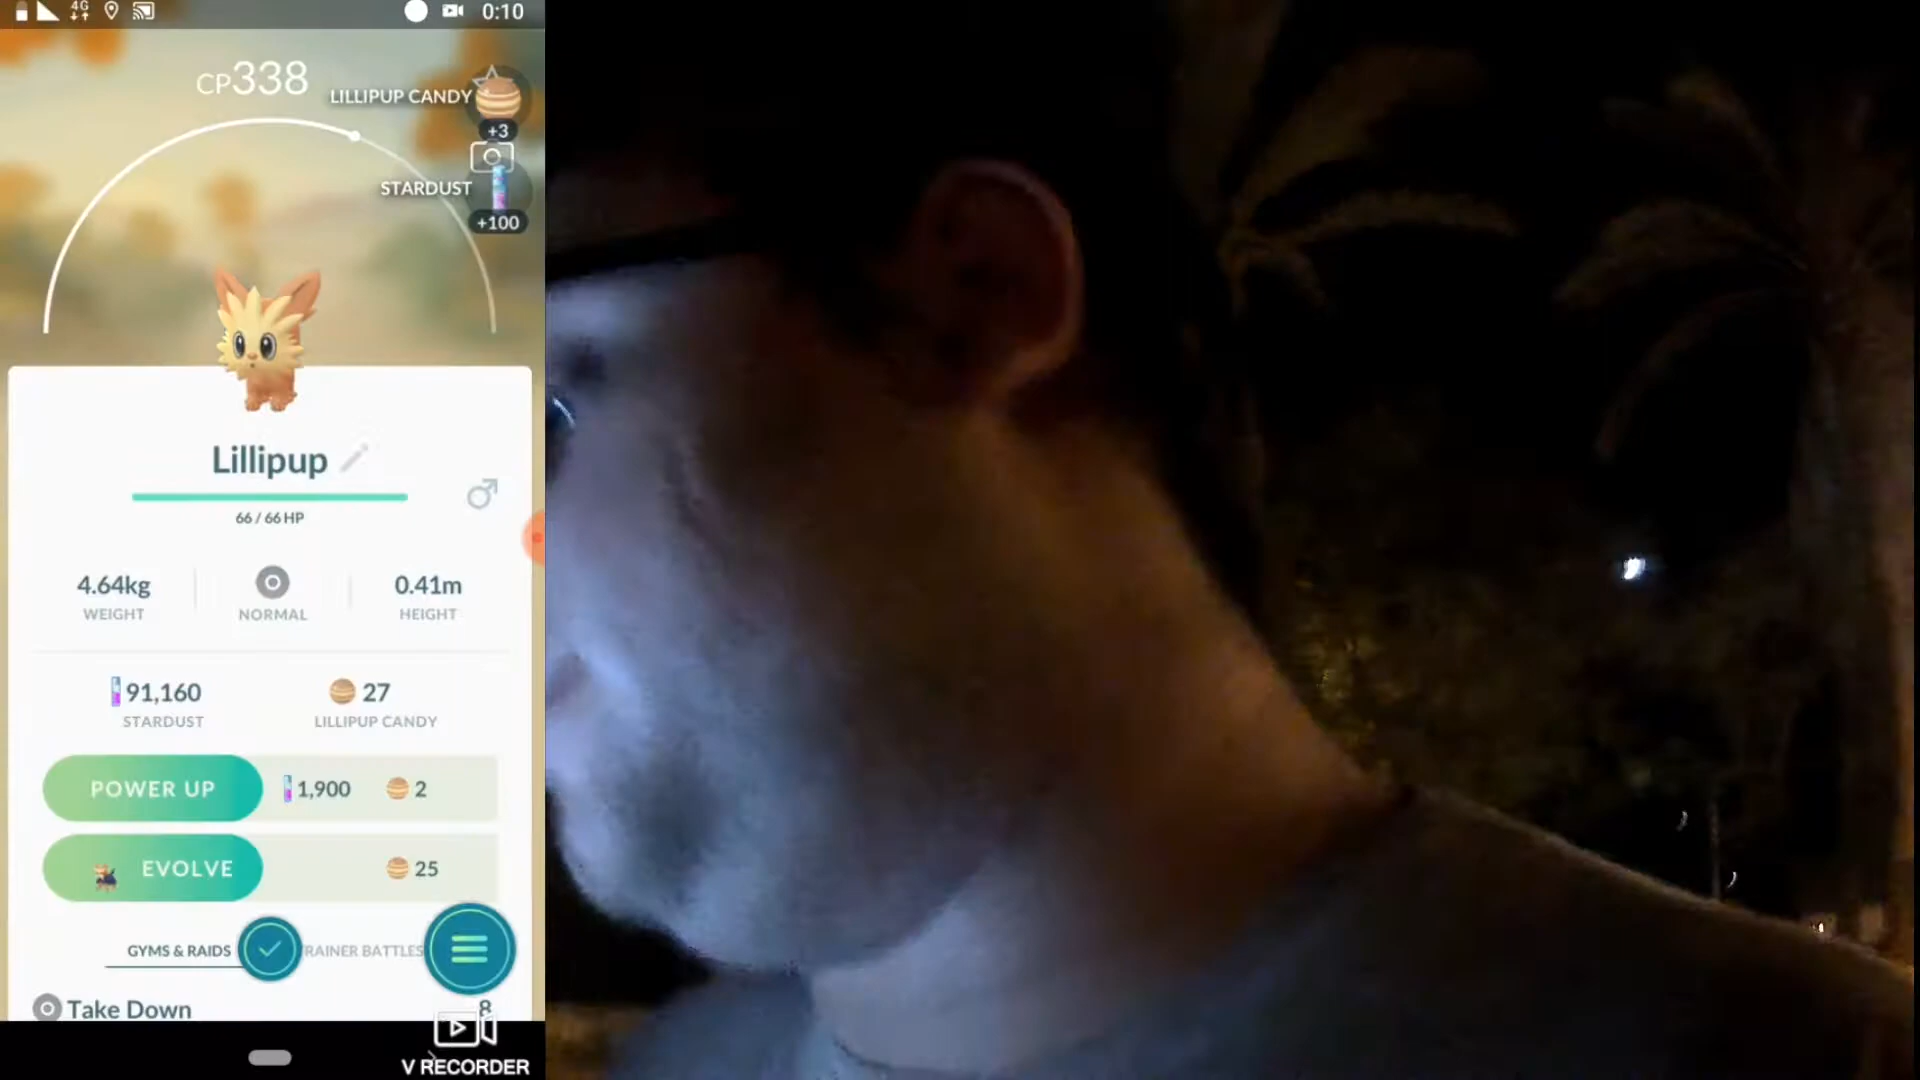 4G
0:10
CP338
LILLIPUP CANDY
+3
STARDUST
+100
Lillipup
66 / 66 HP
4.64kg
WEIGHT
NORMAL
0.41m
HEIGHT
91,160
STARDUST
27
LILLIPUP CANDY
POWER UP
1,900
2
EVOLVE
25
GYMS & RAIDS
RAINER BATTLES
Take Down
8
V RECORDER